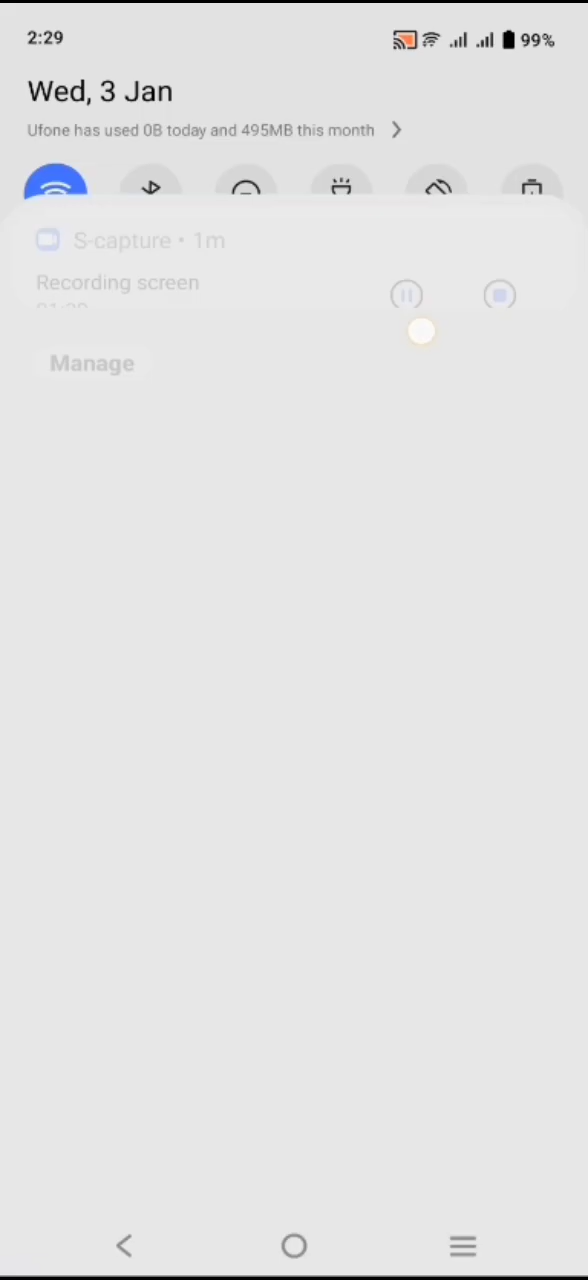 2:29
99%
Wed, 3 Jan
Ufone has used 0B today and 495MB this month
S-capture • 1m
Recording screen
Manage